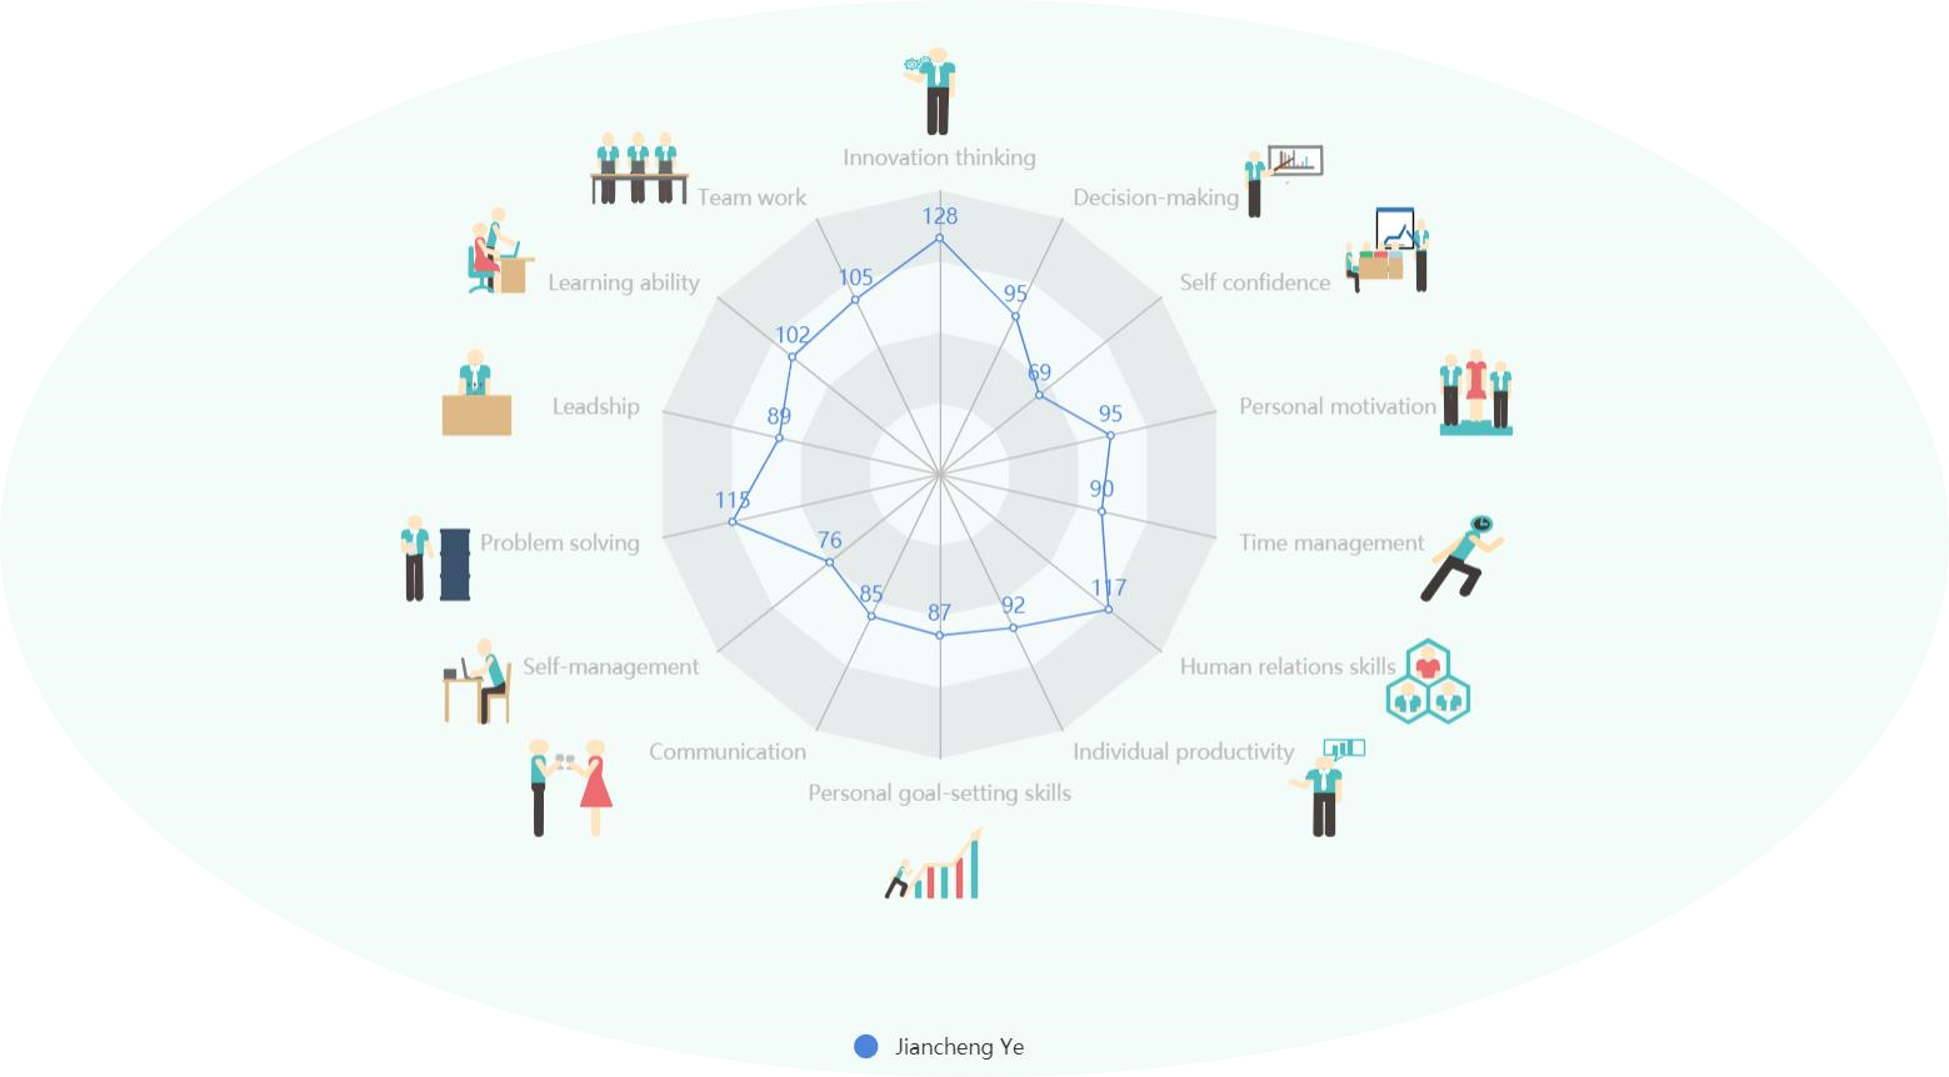 Innovation thinking
Team work
Decision-making
128
Learning ability
105
95
Self confidence
102
69
Leadship
89
95
Personal motivation
115
90
Problem solving
76
Time management
85
87
92
117
Self-management
Human relations skills
Communication
Individual productivity
Personal goal-setting skills
Jiancheng Ye